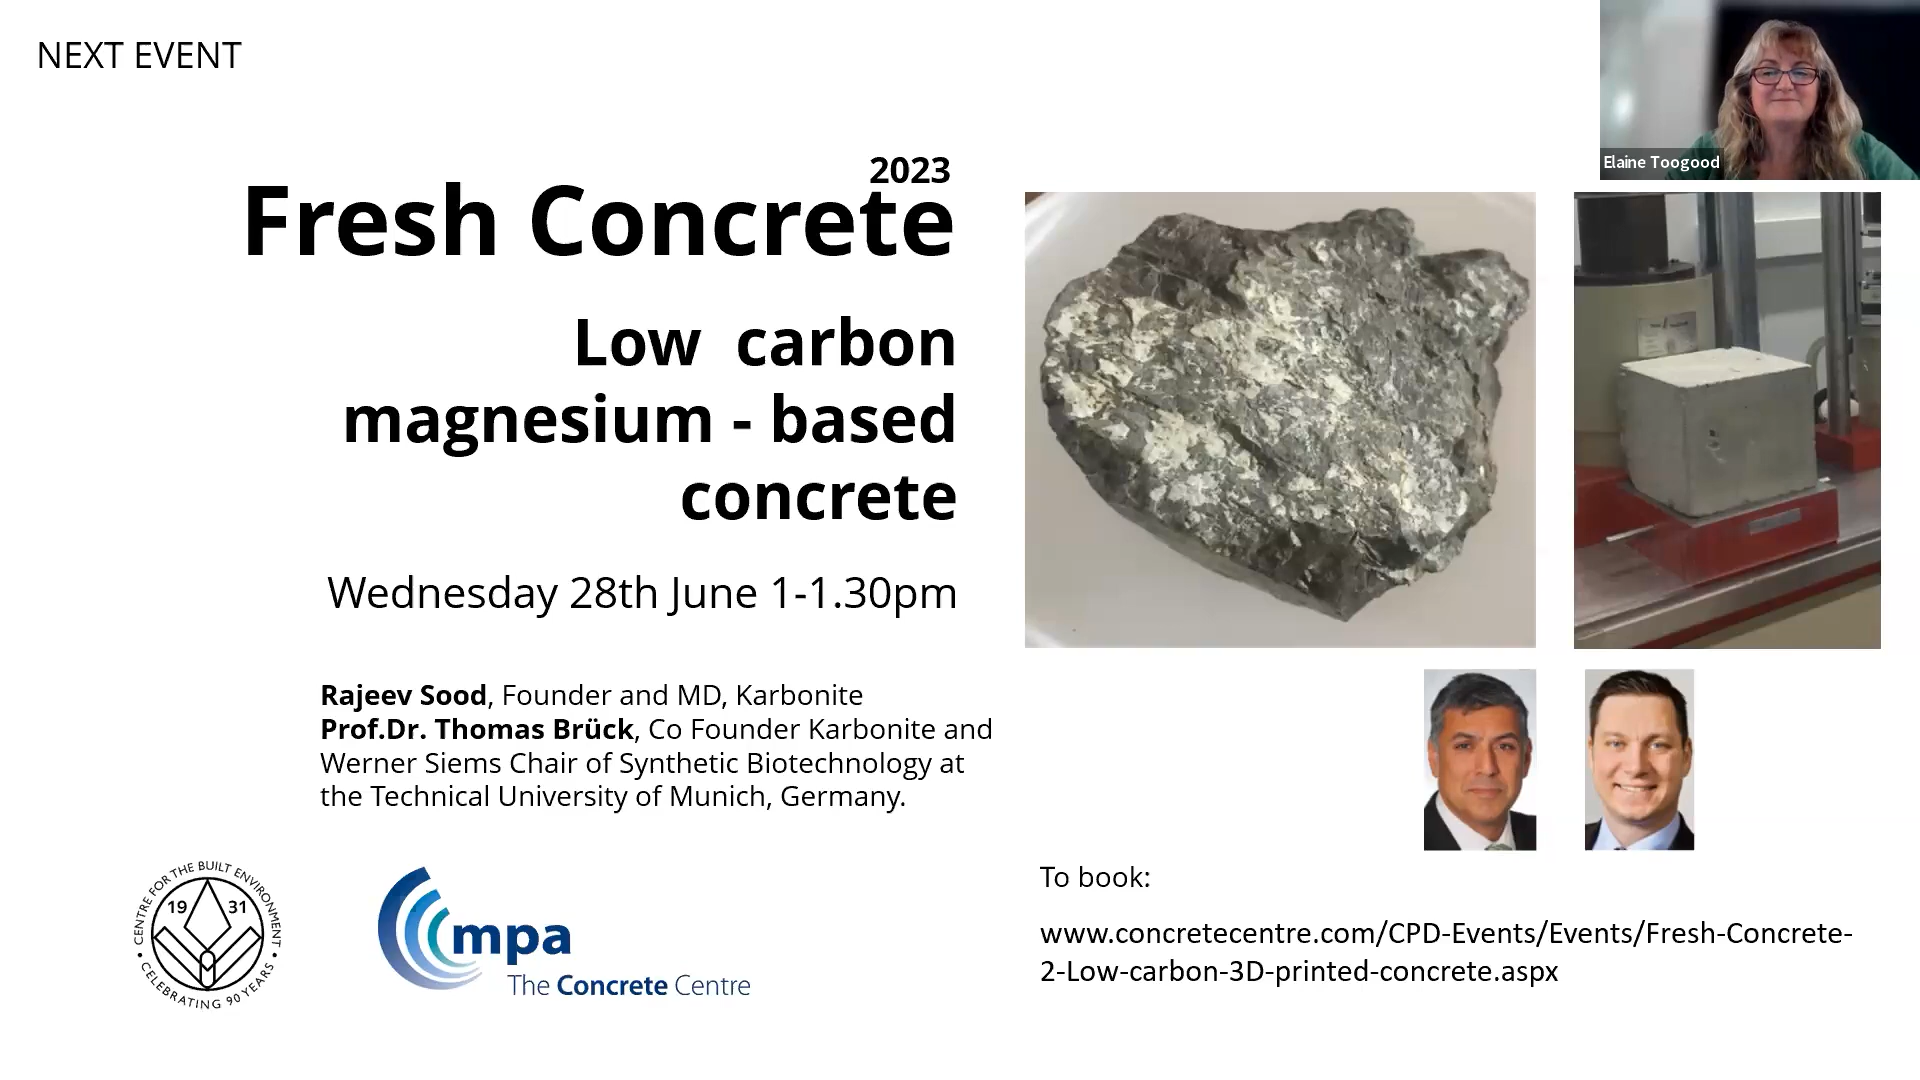 NEXT EVENT
Elaine Toogood
2023
Fresh Concrete
Low carbon
magnesium - based
concrete
Wednesday 28th June 1-1.30pm
Rajeev Sood, Founder and MD, Karbonite
Prof.Dr. Thomas Brück, Co Founder Karbonite and
Werner Siems Chair of Synthetic Biotechnology at
the Technical University of Munich, Germany.
CENTRE FOR THE BUILT ENVIRONMENT
19 31
• CELEBRATING 90 YEARS •
mpa
The Concrete Centre
To book:
www.concretecentre.com/CPD-Events/Events/Fresh-Concrete-
2-Low-carbon-3D-printed-concrete.aspx